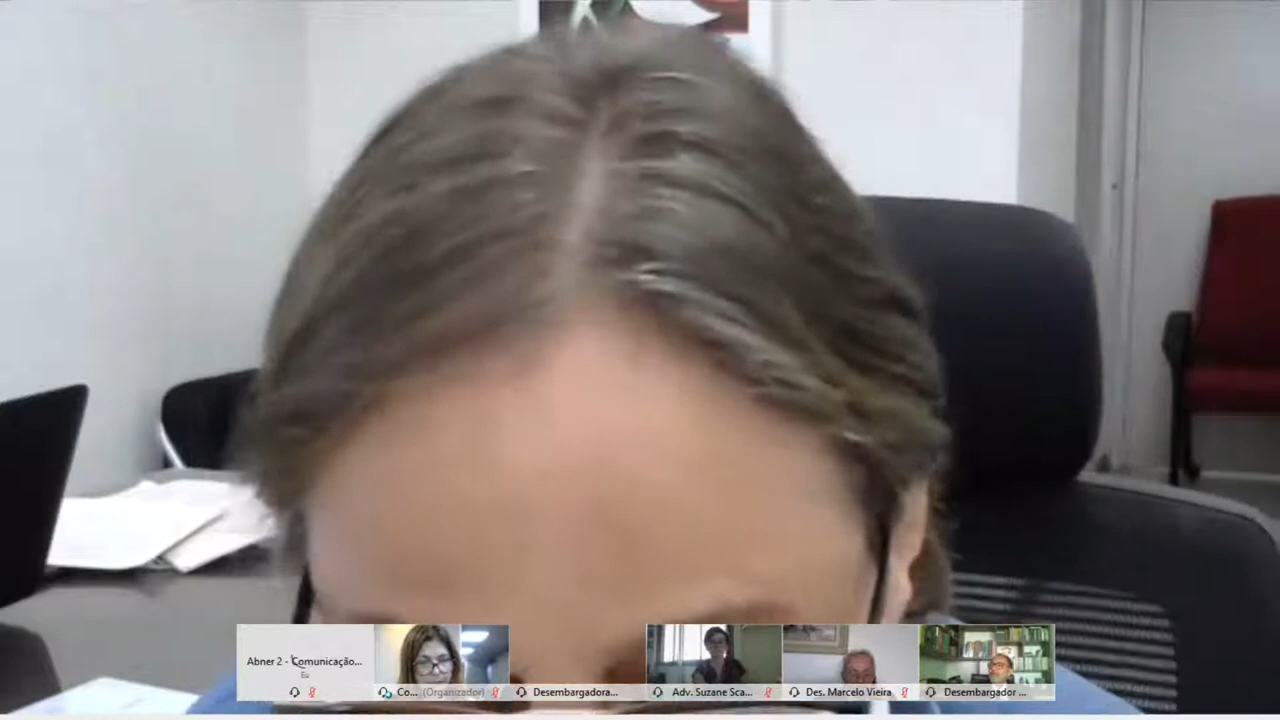 Abner 2 - Comunicação...
Eu
Co... (Organizador)
Desembargadora...
Adv. Suzane Sca...
Des. Marcelo Vieira
Desembargador ...